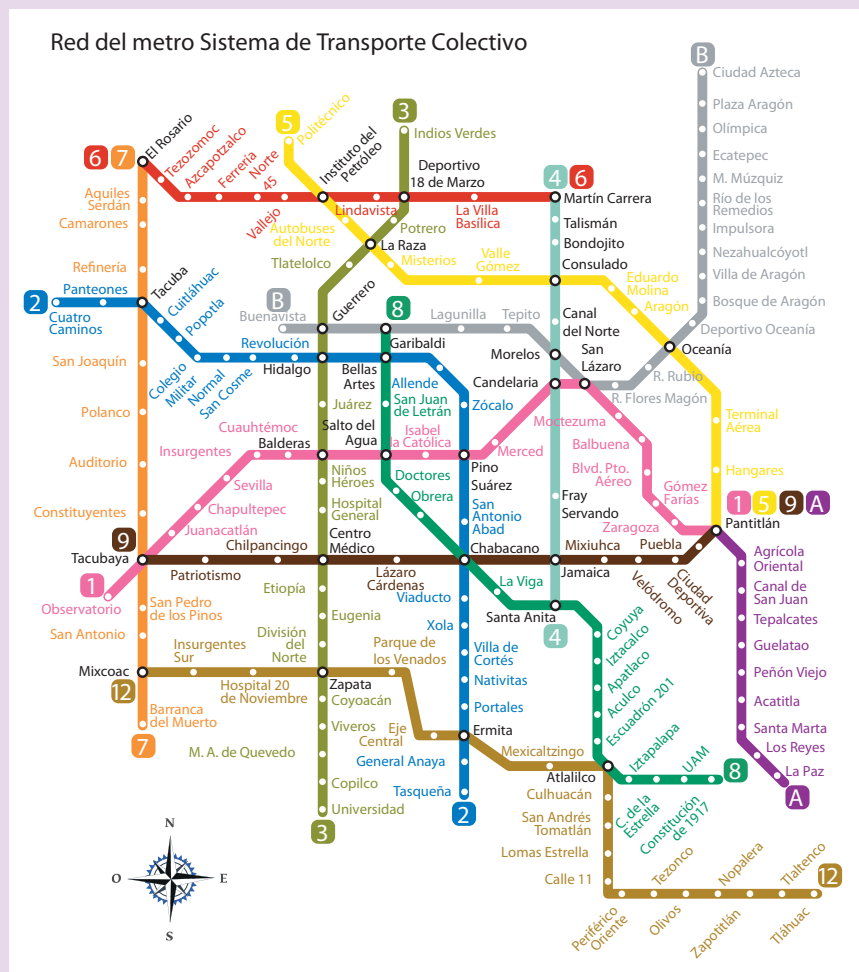 Red del metro Sistema de Transporte Colectivo
B
Ciudad Azteca
Plaza Aragón
Olímpica
Ecatepec
M. Múzquiz
Río de los
Remedios
Impulsora
Nezahualcóyotl
Villa de Aragón
Bosque de Aragón
Deportivo Oceanía
Oceanía
R. Rubio
R. Flores Magón
San
Lázaro
Morelos
Tepito
Lagunilla
Garibaldi
Guerrero
Buenavista
B
6
7
El Rosario
Tezozomoc
Azcapotzalco
Ferrería
Norte
45
Vallejo
Instituto del
Petróleo
Lindavista
Deportivo
18 de Marzo
La Villa
Basílica
Martín Carrera
4
6
5
Politécnico
Autobuses
del Norte
La Raza
Misterios
Valle
Gómez
Consulado
Eduardo
Molina
Aragón
Terminal
Aérea
Hangares
Pantitlán
1
5
9
A
3
Indios Verdes
Potrero
Tlatelolco
Hidalgo
Juárez
Balderas
Niños
Héroes
Hospital
General
Centro
Médico
Etiopía
Eugenia
División
del
Norte
Zapata
Coyoacán
Viveros
M. A. de Quevedo
Copilco
Universidad
3
Talismán
Bondojito
Canal
del Norte
Candelaria
Fray
Servando
Jamaica
Santa Anita
4
Aquiles
Serdán
Camarones
Refinería
Tacuba
San Joaquín
Polanco
Auditorio
Constituyentes
Tacubaya
San Pedro
de los Pinos
San Antonio
Mixcoac
Barranca
del Muerto
7
2
Cuatro
Caminos
Panteones
Cuitláhuac
Popotla
Colegio
Militar
Normal
San Cosme
Revolución
Bellas
Artes
Allende
Zócalo
Pino
Suárez
San
Antonio
Abad
Chabacano
Viaducto
Xola
Villa de
Cortés
Nativitas
Portales
Ermita
General Anaya
Tasqueña
2
8
San Juan
de Letrán
Salto del
Agua
Doctores
Obrera
La Viga
Coyuya
Iztacalco
Apatlaco
Aculco
Escuadrón 201
Atlalilco
Iztapalapa
C. de la
Estrella
UAM
Constitución
de 1917
8
1
Observatorio
Juanacatlán
Chapultepec
Sevilla
Insurgentes
Cuauhtémoc
Isabel
la Católica
Merced
Moctezuma
Balbuena
Blvd. Pto.
Aéreo
Gómez
Farías
Zaragoza
9
Patriotismo
Chilpancingo
Lázaro
Cárdenas
Mixiuhca
Velódromo
Puebla
Ciudad
Deportiva
Agrícola
Oriental
Canal de
San Juan
Tepalcates
Guelatao
Peñón Viejo
Acatitla
Santa Marta
Los Reyes
La Paz
A
12
Insurgentes
Sur
Hospital 20
de Noviembre
Parque de
los Venados
Eje
Central
Mexicaltzingo
Culhuacán
San Andrés
Tomatlán
Lomas Estrella
Calle 11
Periférico
Oriente
Tezonco
Olivos
Nopalera
Zapotitlán
Tlaltenco
Tláhuac
12
N
O
E
S